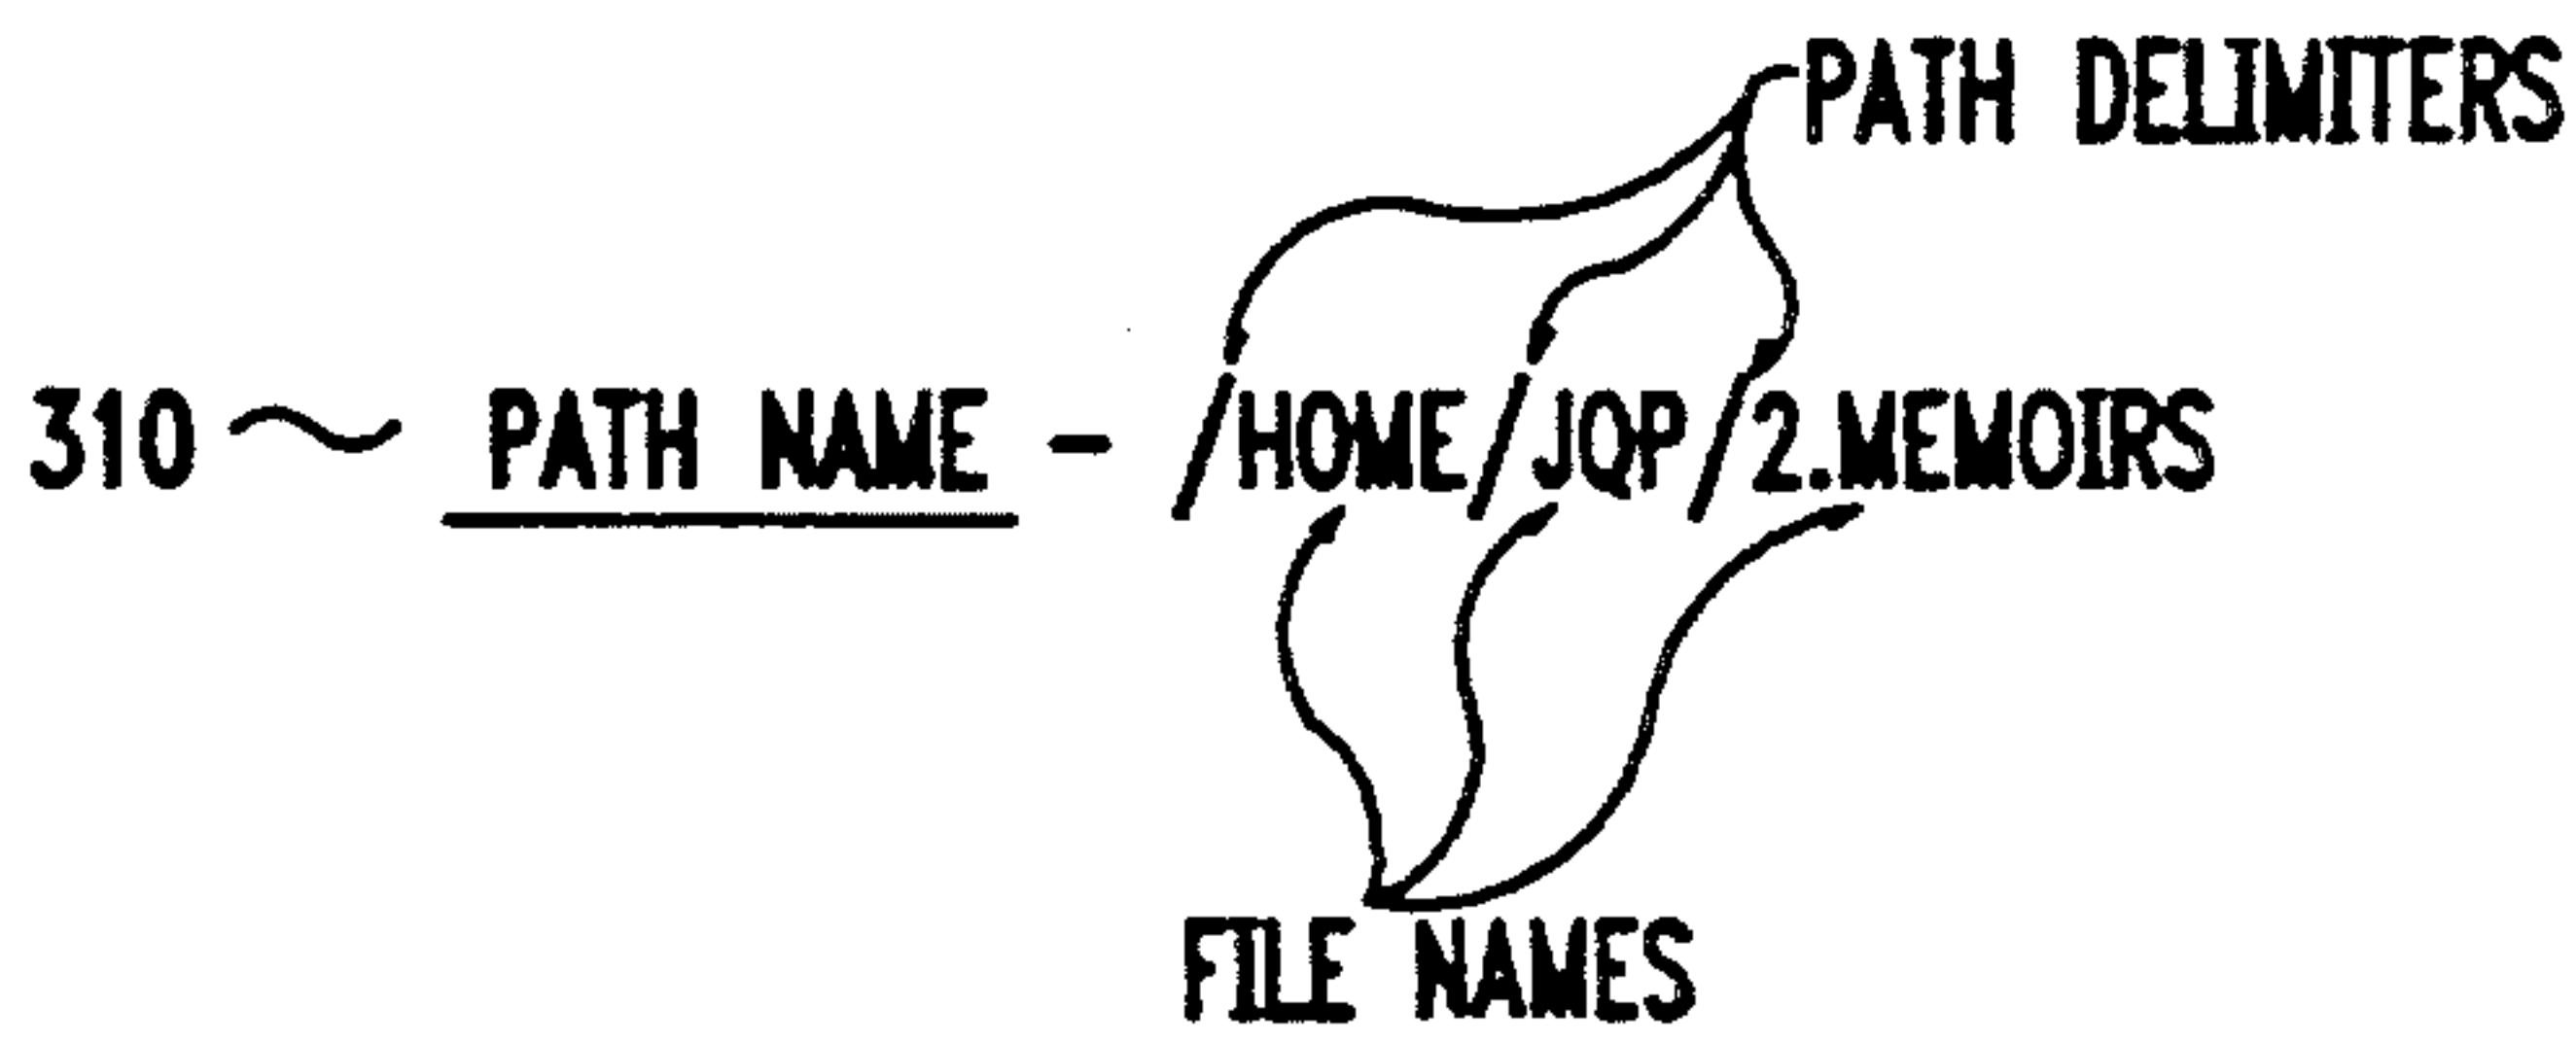 PATH DELIMITERS
310 PATH NAME - /HOME/JQP/2.MEMOIRS
FILE NAMES